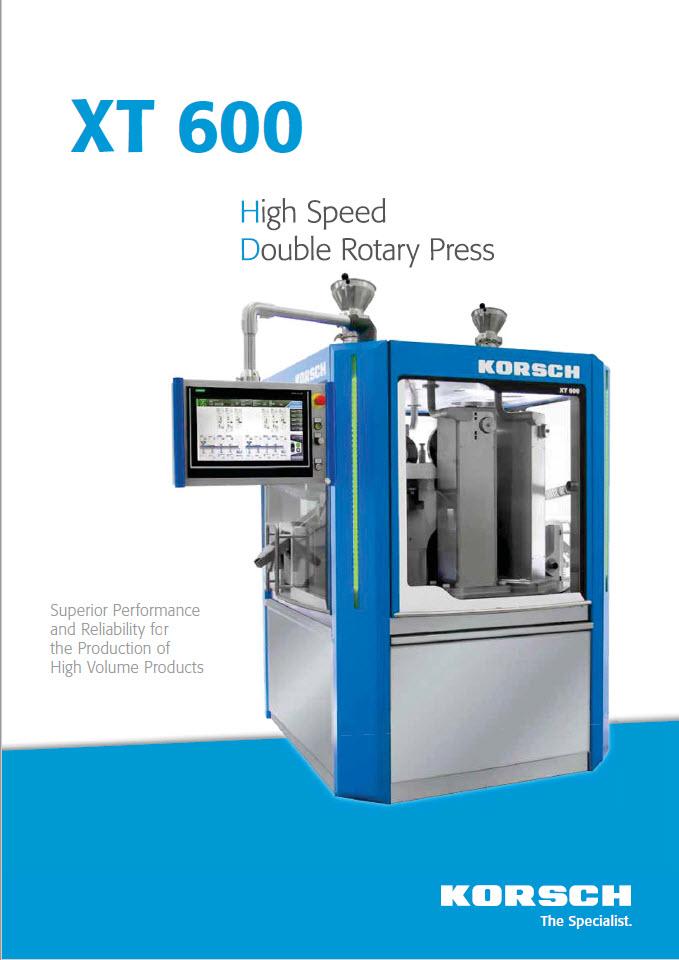 XT 600
High Speed
Double Rotary Press
KORSCH
KORSCH
XT 600
Superior Performance
and Reliability for
the Production of
High Volume Products
KORSCH
The Specialist.